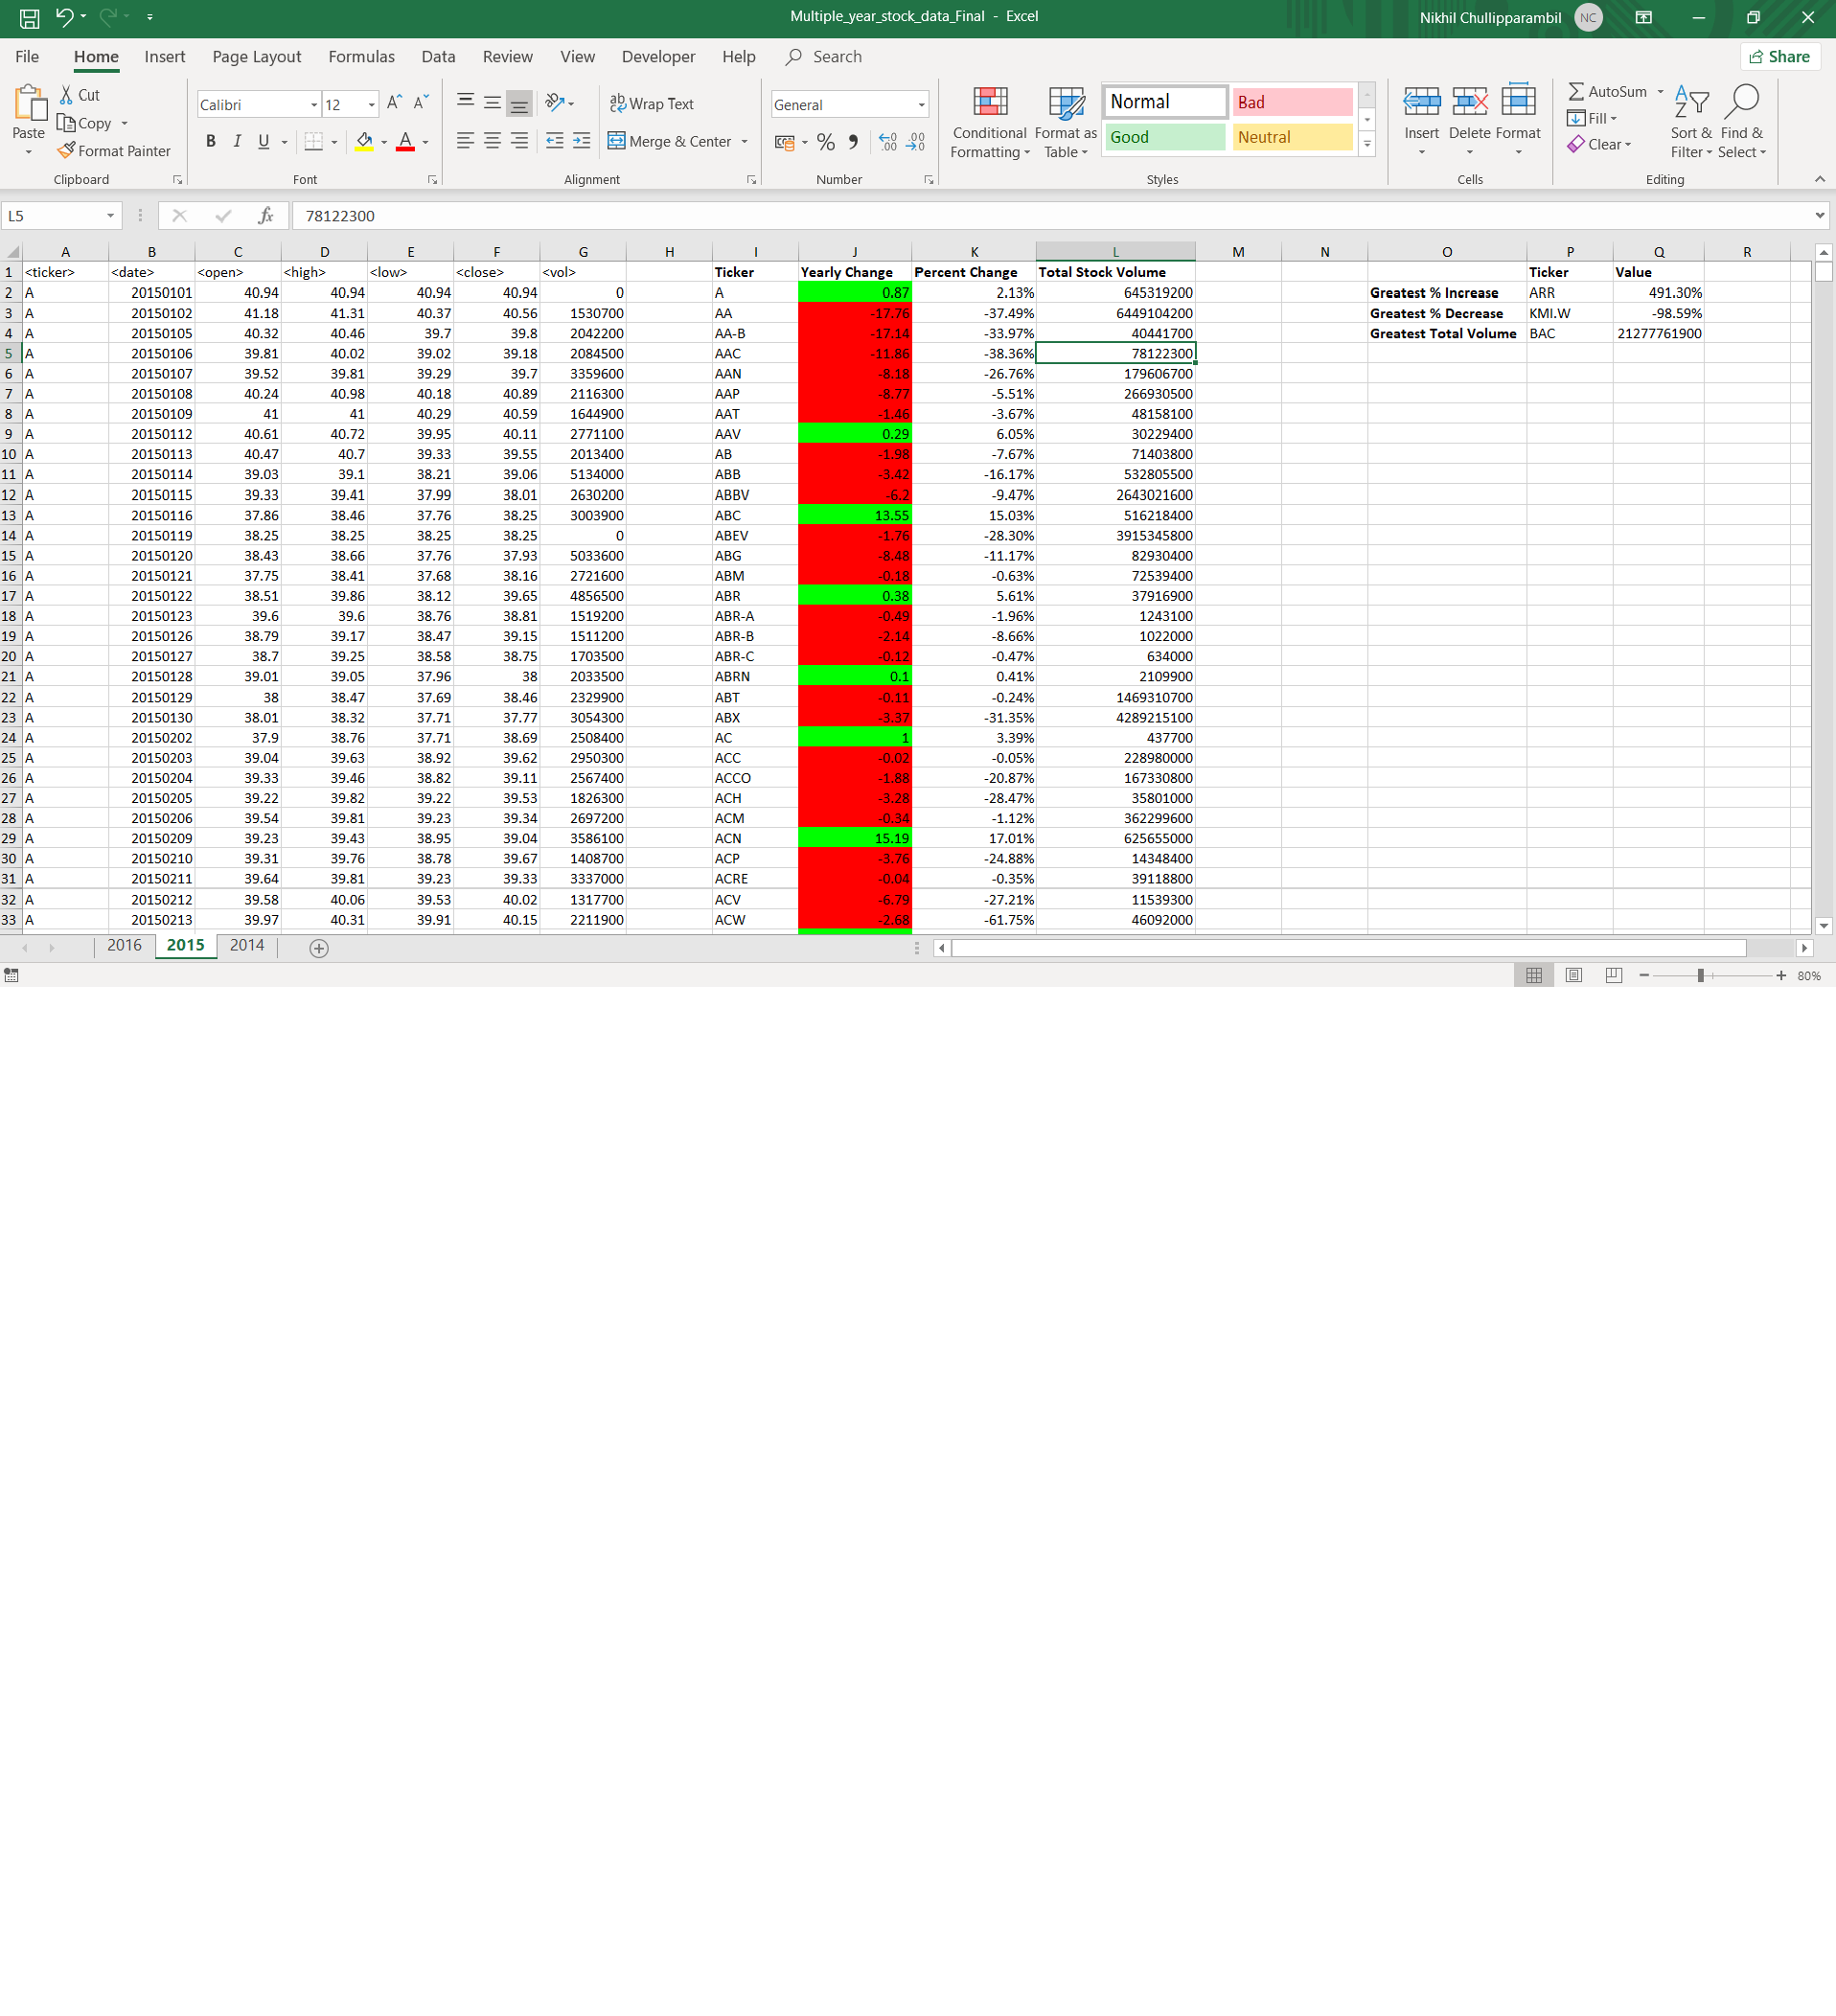 Multiple_year_stock_data_Final - Excel
Nikhil Chullipparambil NC
File Home Insert Page Layout Formulas Data Review View Developer Help Search Share
Paste Cut Copy Format Painter Clipboard
Calibri 12 A A B I U A Font
ab Wrap Text Merge & Center Alignment
General % 9 Number
Conditional Formatting Format as Table Normal Bad Good Neutral Styles
Insert Delete Format Cells
AutoSum Fill Clear Sort & Filter Find & Select Editing
L5 fx 78122300
A B C D E F G H I J K L M N O P Q R
1 <ticker> <date> <open> <high> <low> <close> <vol> Ticker Yearly Change Percent Change Total Stock Volume Ticker Value
2 A 20150101 40.94 40.94 40.94 40.94 0 A 0.87 2.13% 645319200 Greatest % Increase ARR 491.30%
3 A 20150102 41.18 41.31 40.37 40.56 1530700 AA -17.76 -37.49% 6449104200 Greatest % Decrease KMI.W -98.59%
4 A 20150105 40.32 40.46 39.7 39.8 2042200 AA-B -17.14 -33.97% 40441700 Greatest Total Volume BAC 21277761900
5 A 20150106 39.81 40.02 39.02 39.18 2084500 AAC -11.86 -38.36% 78122300
6 A 20150107 39.52 39.81 39.29 39.7 3359600 AAN -8.18 -26.76% 179606700
7 A 20150108 40.24 40.98 40.18 40.89 2116300 AAP -8.77 -5.51% 266930500
8 A 20150109 41 41 40.29 40.59 1644900 AAT -1.46 -3.67% 48158100
9 A 20150112 40.61 40.72 39.95 40.11 2771100 AAV 0.29 6.05% 30229400
10 A 20150113 40.47 40.7 39.33 39.55 2013400 AB -1.98 -7.67% 71403800
11 A 20150114 39.03 39.1 38.21 39.06 5134000 ABB -3.42 -16.17% 532805500
12 A 20150115 39.33 39.41 37.99 38.01 2630200 ABBV -6.2 -9.47% 2643021600
13 A 20150116 37.86 38.46 37.76 38.25 3003900 ABC 13.55 15.03% 516218400
14 A 20150119 38.25 38.25 38.25 38.25 0 ABEV -1.76 -28.30% 3915345800
15 A 20150120 38.43 38.66 37.76 37.93 5033600 ABG -8.48 -11.17% 82930400
16 A 20150121 37.75 38.41 37.68 38.16 2721600 ABM -0.18 -0.63% 72539400
17 A 20150122 38.51 39.86 38.12 39.65 4856500 ABR 0.38 5.61% 37916900
18 A 20150123 39.6 39.6 38.76 38.81 1519200 ABR-A -0.49 -1.96% 1243100
19 A 20150126 38.79 39.17 38.47 39.15 1511200 ABR-B -2.14 -8.66% 1022000
20 A 20150127 38.7 39.25 38.58 38.75 1703500 ABR-C -0.12 -0.47% 634000
21 A 20150128 39.01 39.05 37.96 38 2033500 ABRN 0.1 0.41% 2109900
22 A 20150129 38 38.47 37.69 38.46 2329900 ABT -0.11 -0.24% 1469310700
23 A 20150130 38.01 38.32 37.71 37.77 3054300 ABX -3.37 -31.35% 4289215100
24 A 20150202 37.9 38.76 37.71 38.69 2508400 AC 1 3.39% 437700
25 A 20150203 39.04 39.63 38.92 39.62 2950300 ACC -0.02 -0.05% 228980000
26 A 20150204 39.33 39.46 38.82 39.11 2567400 ACCO -1.88 -20.87% 167330800
27 A 20150205 39.22 39.82 39.22 39.53 1826300 ACH -3.28 -28.47% 35801000
28 A 20150206 39.54 39.81 39.23 39.34 2697200 ACM -0.34 -1.12% 362299600
29 A 20150209 39.23 39.43 38.95 39.04 3586100 ACN 15.19 17.01% 625655000
30 A 20150210 39.31 39.76 38.78 39.67 1408700 ACP -3.76 -24.88% 14348400
31 A 20150211 39.64 39.81 39.23 39.33 3337000 ACRE -0.04 -0.35% 39118800
32 A 20150212 39.58 40.06 39.53 40.02 1317700 ACV -6.79 -27.21% 11539300
33 A 20150213 39.97 40.31 39.91 40.15 2211900 ACW -2.68 -61.75% 46092000
2016 2015 2014
80%